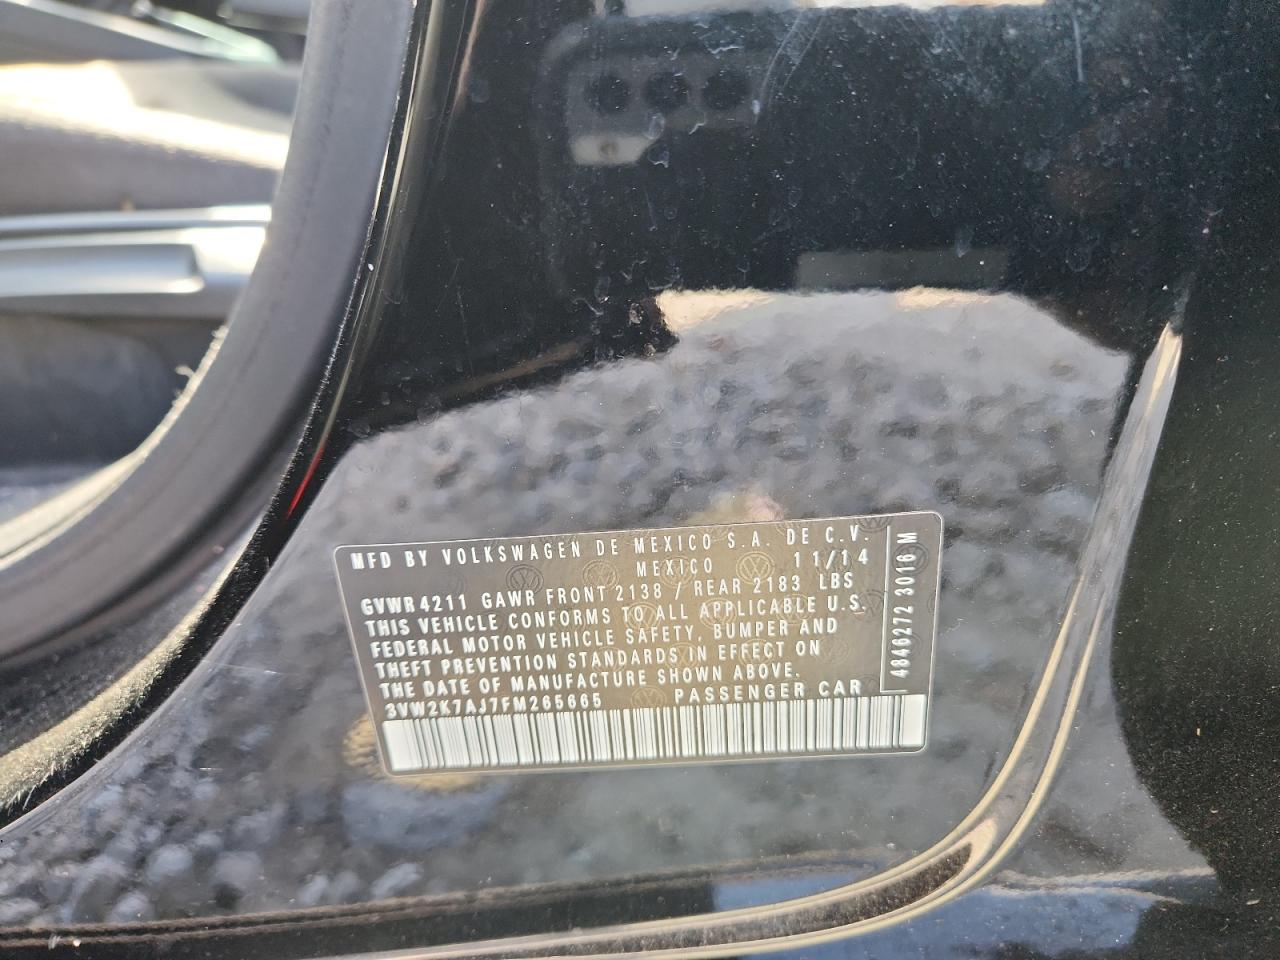 MFD BY VOLKSWAGEN DE MEXICO S.A. DE C.V.
MEXICO 11/14
GVWR 4211 GAWR FRONT 2138 / REAR 2183 LBS
THIS VEHICLE CONFORMS TO ALL APPLICABLE U.S.
FEDERAL MOTOR VEHICLE SAFETY, BUMPER AND
THEFT PREVENTION STANDARDS IN EFFECT ON
THE DATE OF MANUFACTURE SHOWN ABOVE.
3VW2K7AJ7FM265665 PASSENGER CAR
4846272 3016 M